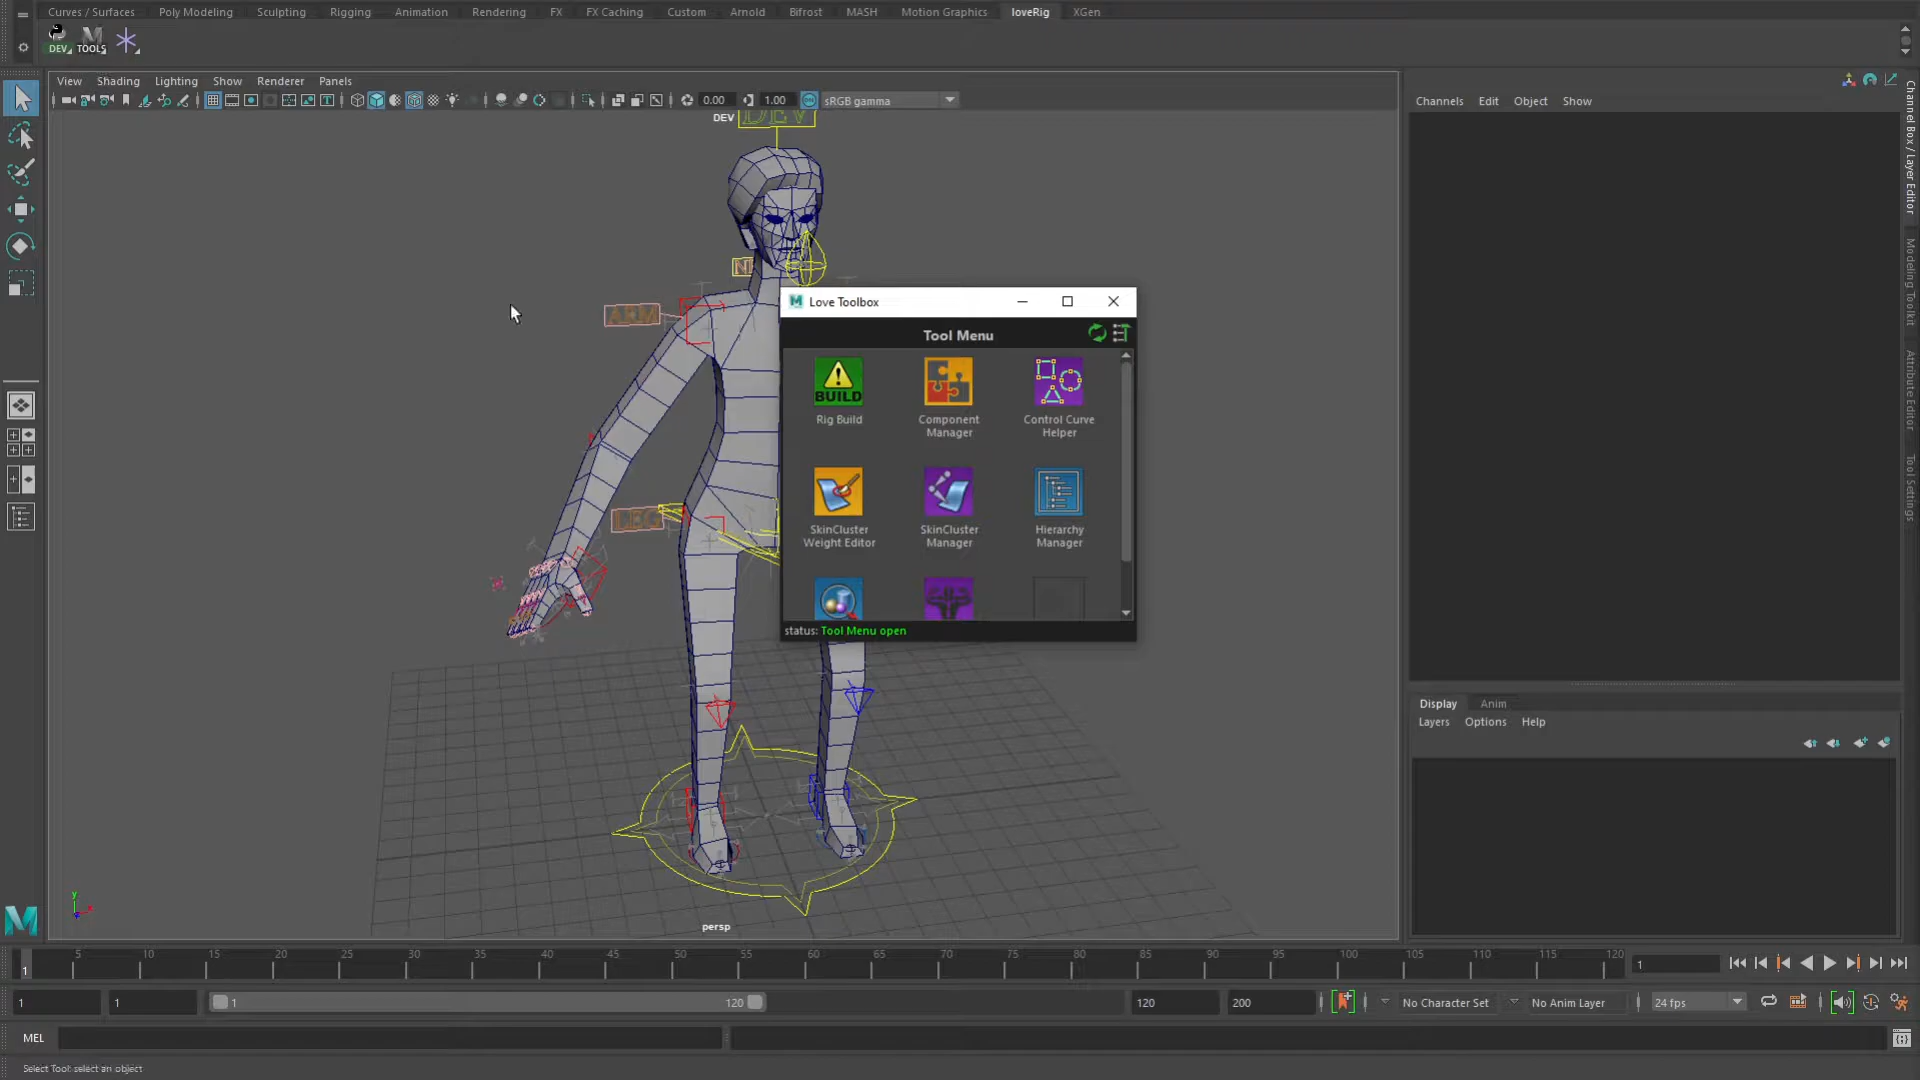 Curves / Surfaces Poly Modeling Sculpting Rigging Animation Rendering FX FX Caching Custom Arnold Bifrost MASH Motion Graphics loveRig XGen
DEV TOOLS
View Shading Lighting Show Renderer Panels
0.00 1.00 sRGB gamma
Channels Edit Object Show
Channel Box / Layer Editor
Modeling Toolkit
Attribute Editor
Tool Settings
DEV DEV
ARM
LEG
Love Toolbox
Tool Menu
BUILD
Rig Build
Component
Manager
Control Curve
Helper
SkinCluster
Weight Editor
SkinCluster
Manager
Hierarchy
Manager
status: Tool Menu open
Display Anim
Layers Options Help
y
persp
5 10 15 20 25 30 35 40 45 50 55 60 65 70 75 80 85 90 95 100 105 110 115 120
1 1
1 1 1 120 120 200 No Character Set No Anim Layer 24 fps
MEL
Select Tool: select an object